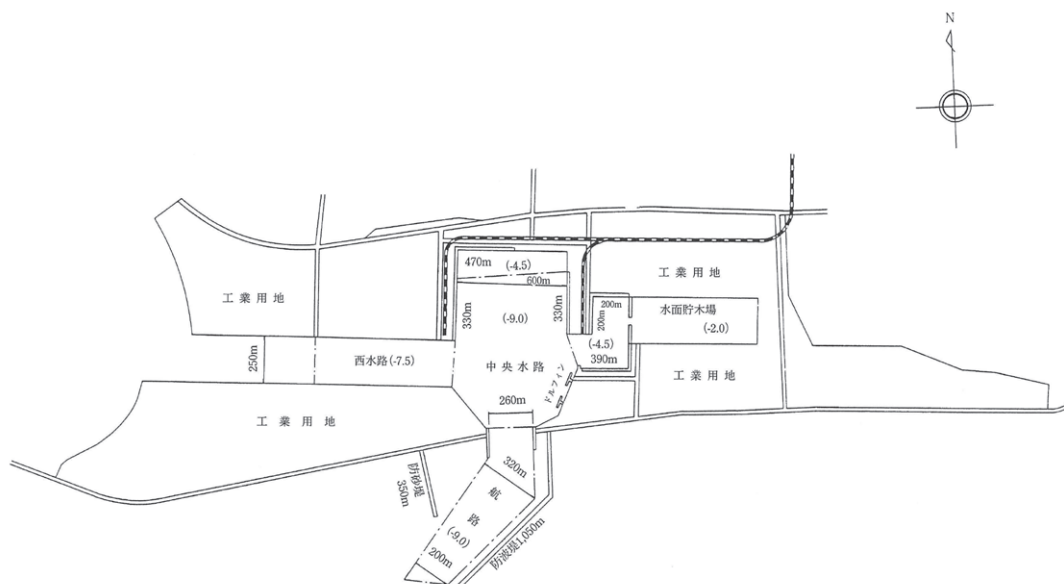 N
470m
(-4.5)
600m
工業用地
工業用地
330m
(-9.0)
330m
200m
200m
水面貯木場
(-2.0)
250m
西水路(-7.5)
中央水路
(-4.5)
390m
工業用地
ドルフィン
260m
工業用地
320m
防砂堤
350m
航路
(-9.0)
200m
防波堤1,050m